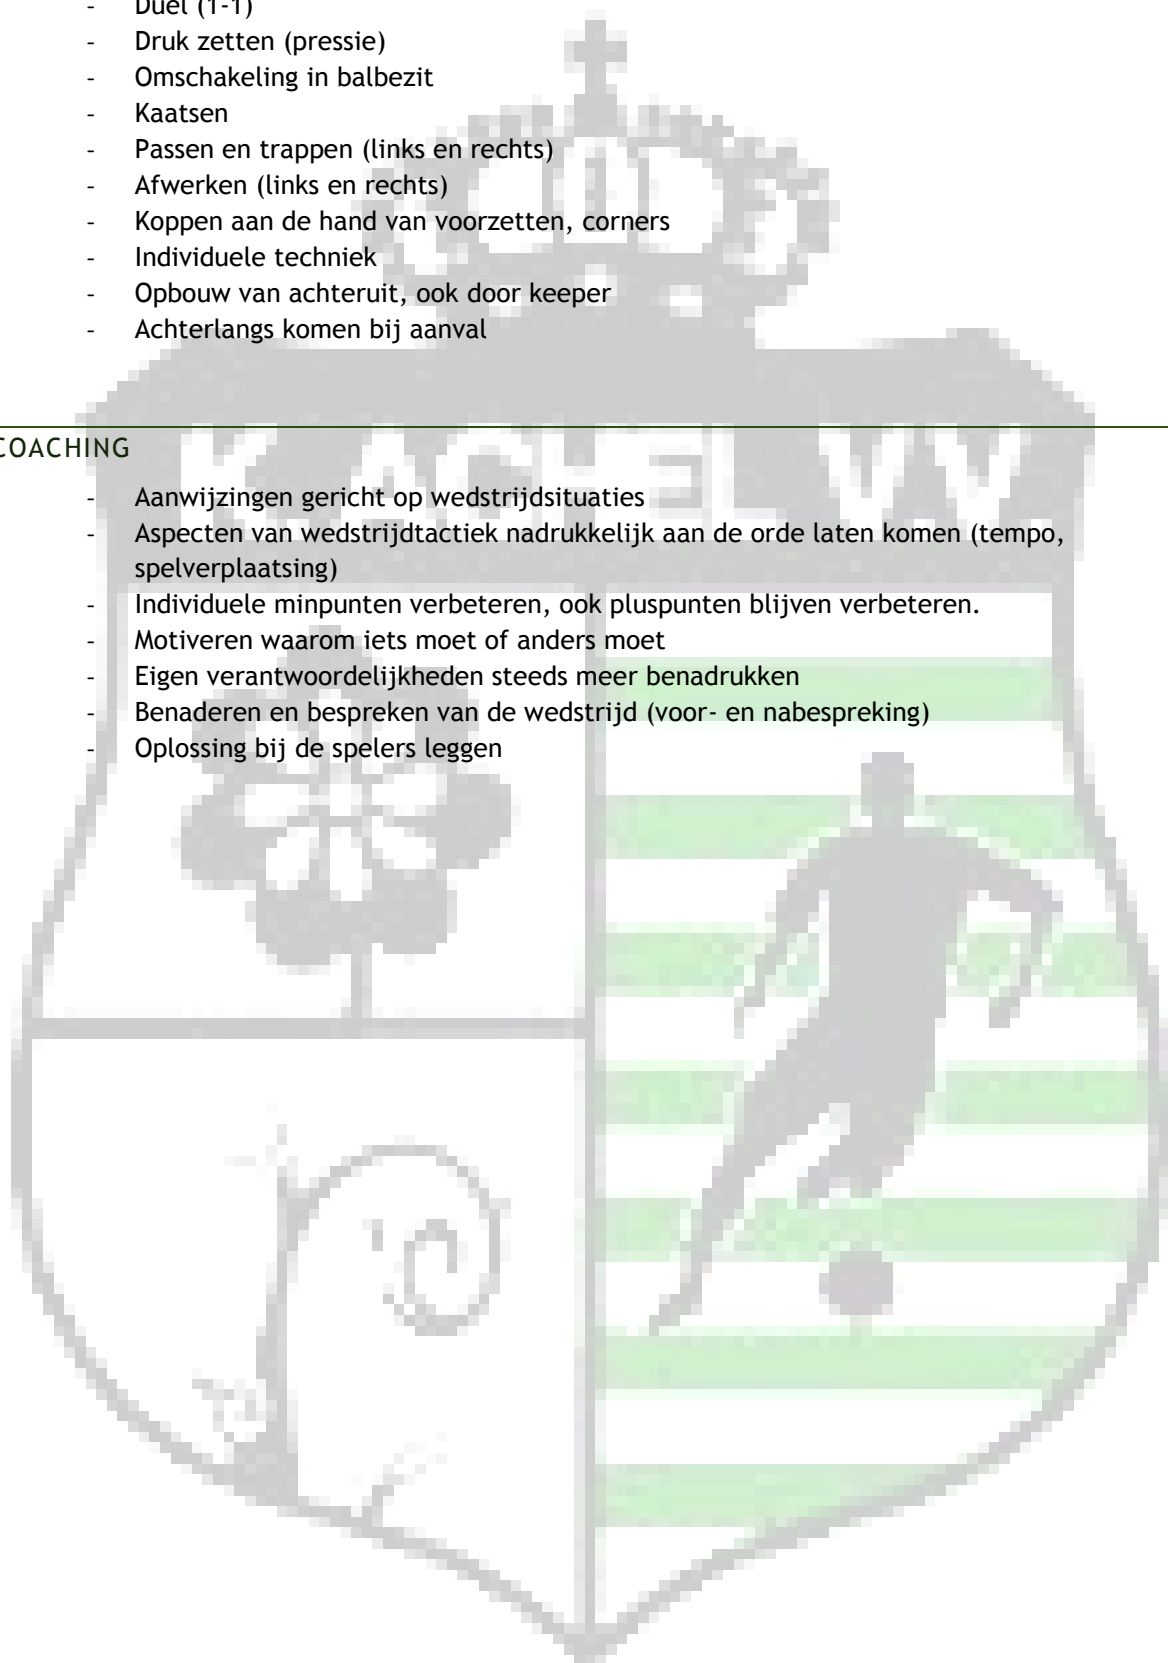 - Duel (1-1)
- Druk zetten (pressie)
- Omschakeling in balbezit
- Kaatsen
- Passen en trappen (links en rechts)
- Afwerken (links en rechts)
- Koppen aan de hand van voorzetten, corners
- Individuele techniek
- Opbouw van achteruit, ook door keeper
- Achterlangs komen bij aanval
COACHING
K ACHEL VV
- Aanwijzingen gericht op wedstrijdsituaties
- Aspecten van wedstrijdtactiek nadrukkelijk aan de orde laten komen (tempo,
spelverplaatsing)
- Individuele minpunten verbeteren, ook pluspunten blijven verbeteren.
- Motiveren waarom iets moet of anders moet
- Eigen verantwoordelijkheden steeds meer benadrukken
- Benaderen en bespreken van de wedstrijd (voor- en nabespreking)
- Oplossing bij de spelers leggen